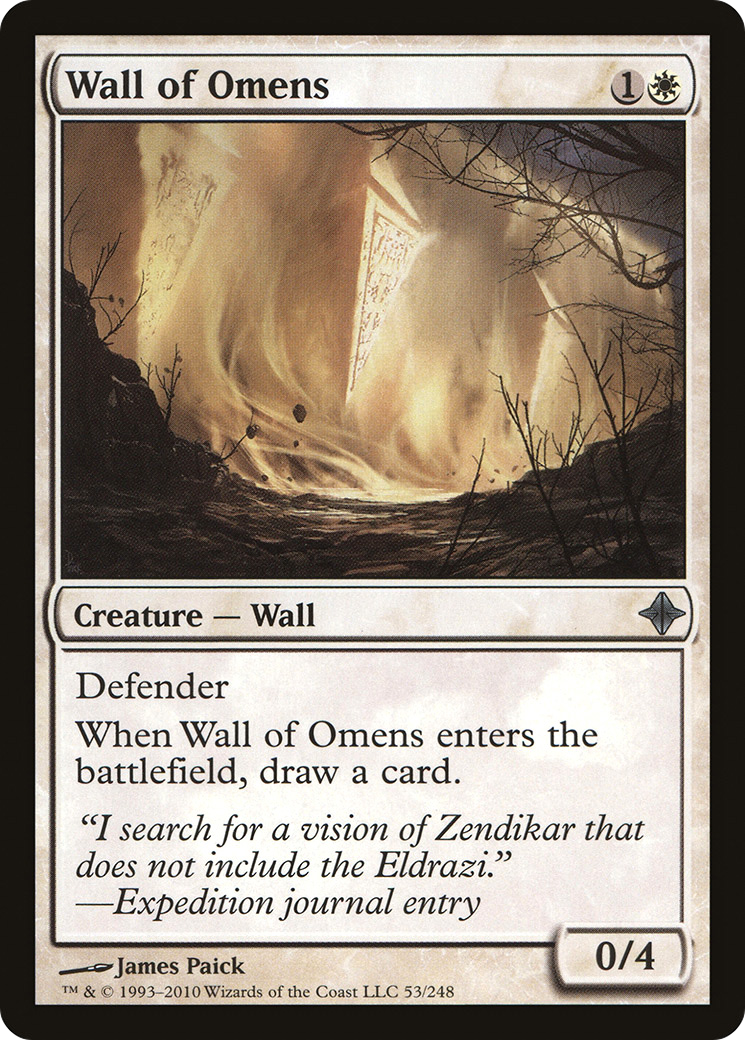 Wall of Omens 1
Creature — Wall
Defender
When Wall of Omens enters the
battlefield, draw a card.
“I search for a vision of Zendikar that
does not include the Eldrazi.”
—Expedition journal entry
0/4
James Paick
™ & © 1993–2010 Wizards of the Coast LLC 53/248